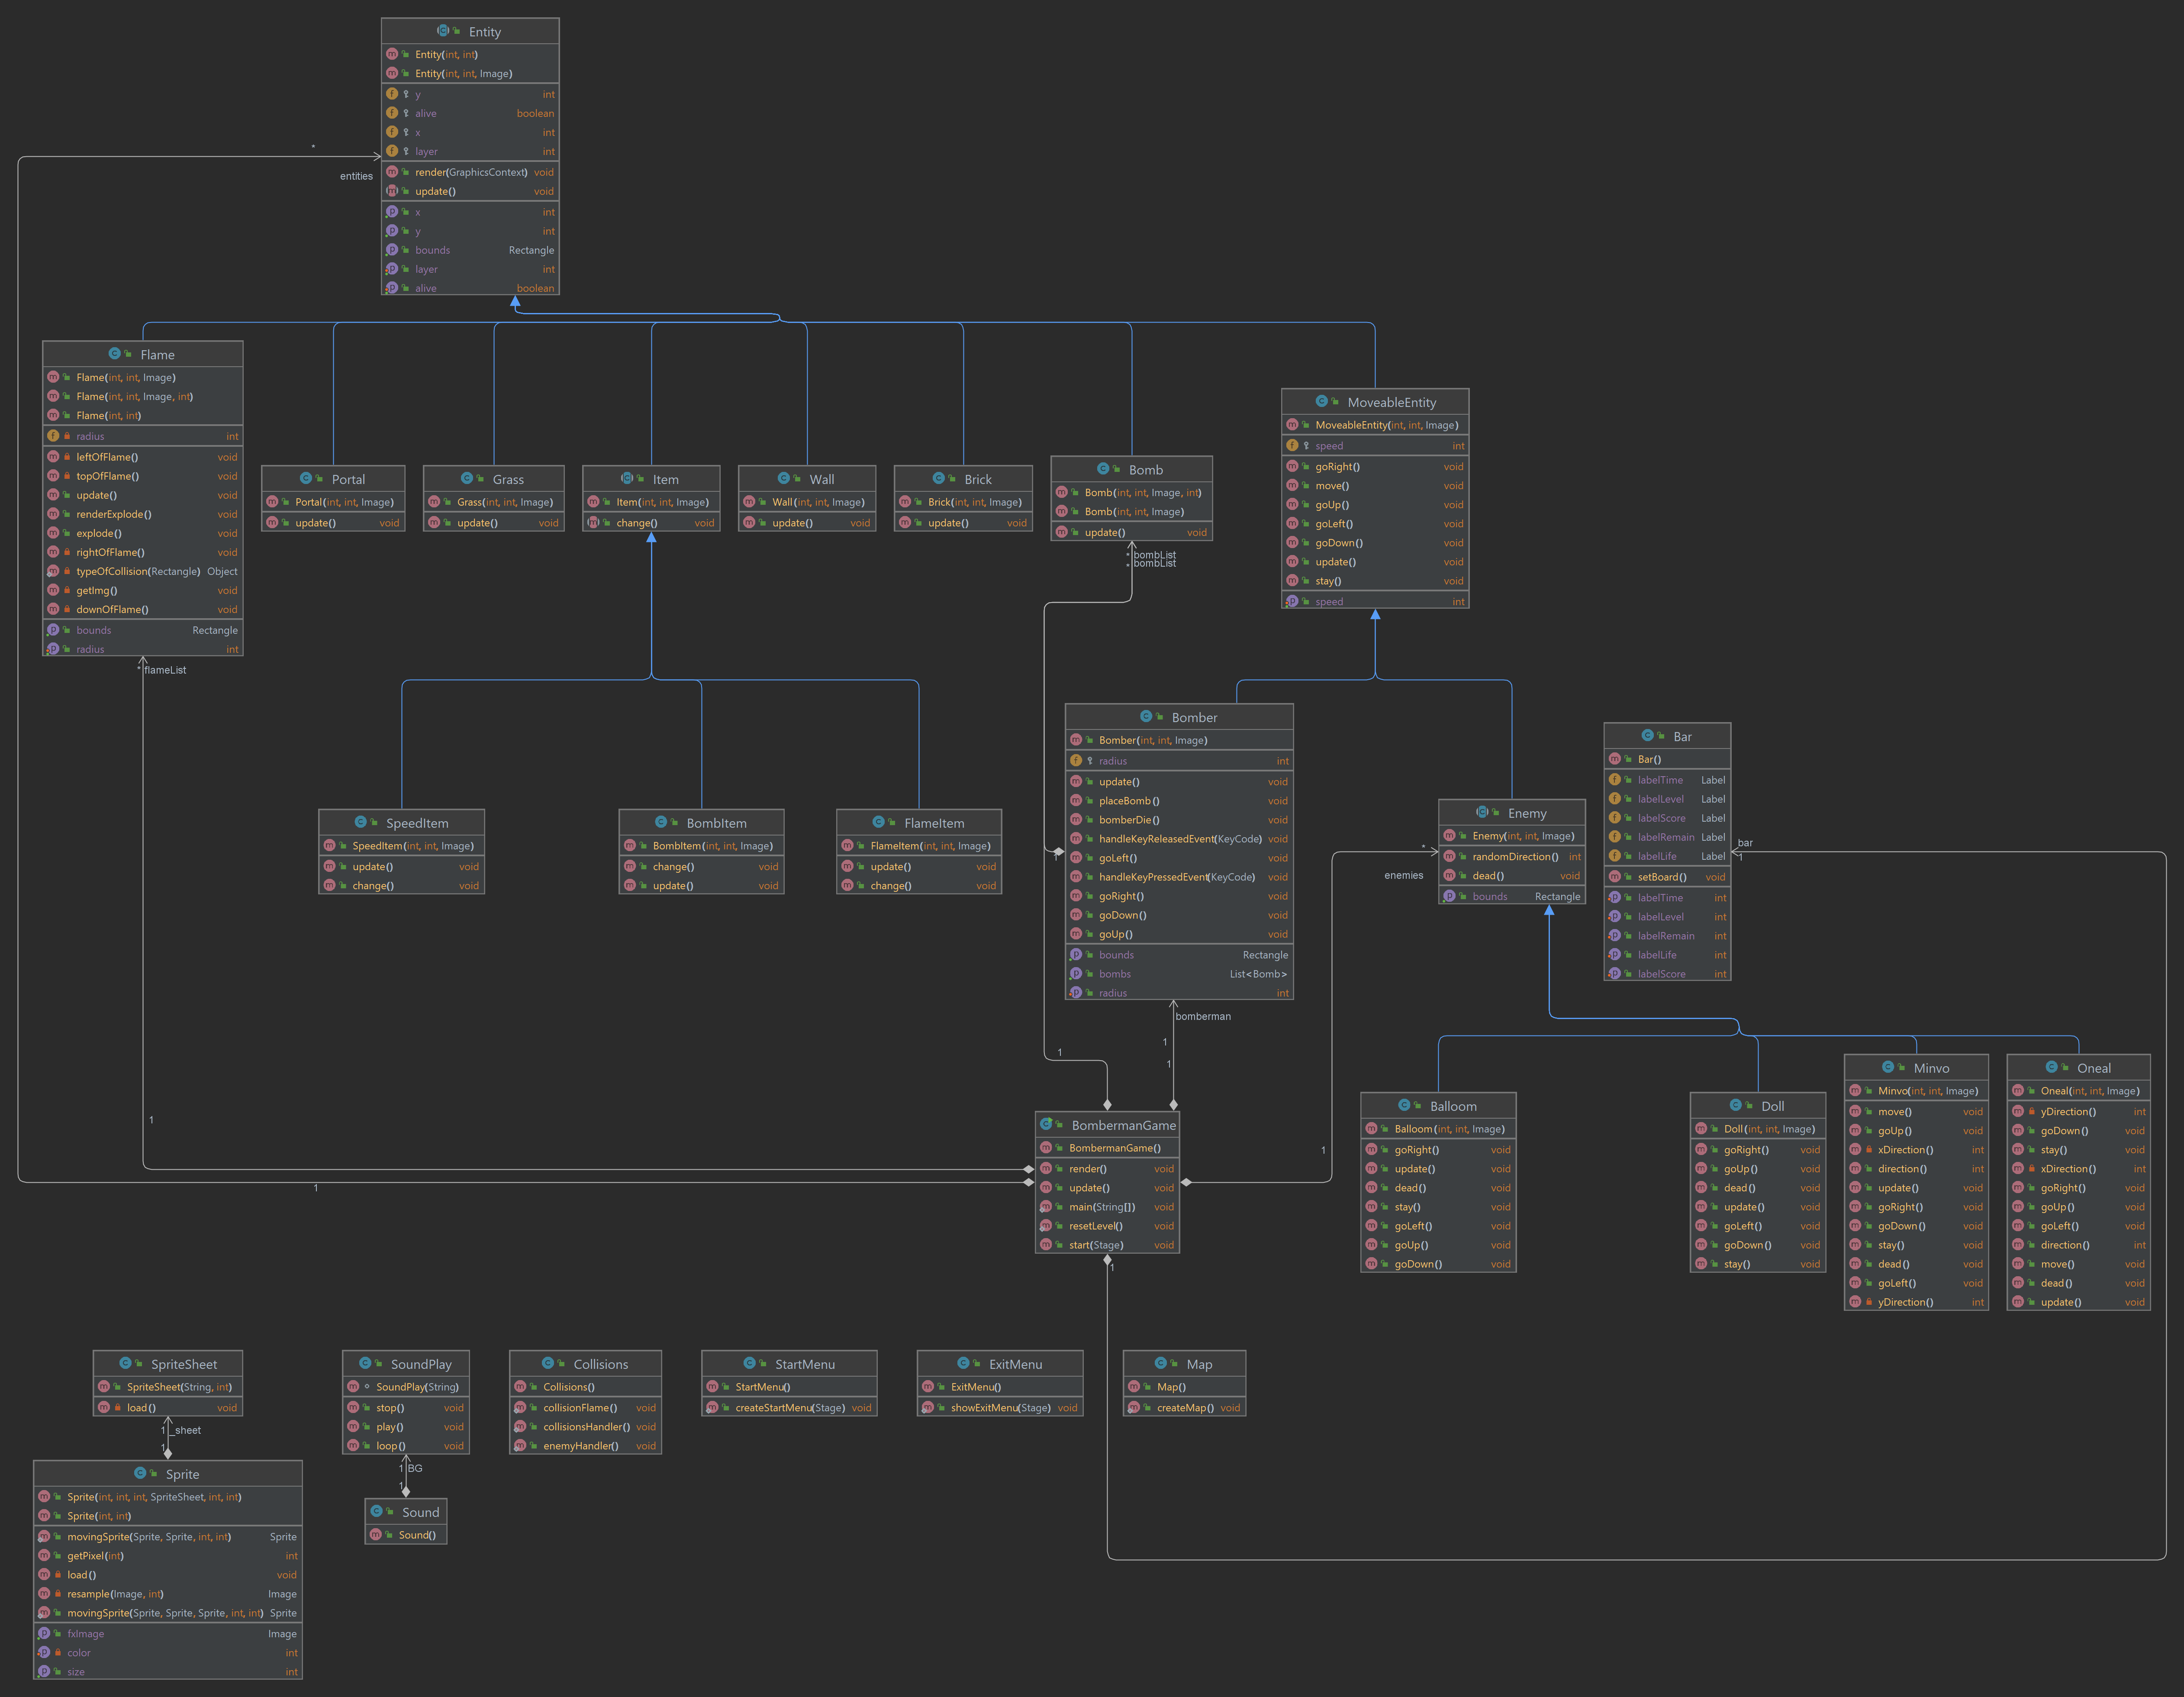 Entity
Entity(int, int)
Entity(int, int, Image)
y int
alive boolean
x int
layer int
render(GraphicsContext) void
update() void
x int
y int
bounds Rectangle
layer int
alive boolean
*
entities
Flame
Flame(int, int, Image)
Flame(int, int, Image, int)
Flame(int, int)
radius int
leftOfFlame() void
topOfFlame() void
update() void
renderExplode() void
explode() void
rightOfFlame() void
typeOfCollision(Rectangle) Object
getImg() void
downOfFlame() void
bounds Rectangle
radius int
* flameList
Portal
Portal(int, int, Image)
update() void
Grass
Grass(int, int, Image)
update() void
Item
Item(int, int, Image)
change() void
Wall
Wall(int, int, Image)
update() void
Brick
Brick(int, int, Image)
update() void
Bomb
Bomb(int, int, Image, int)
Bomb(int, int, Image)
update() void
* bombList
* bombList
MoveableEntity
MoveableEntity(int, int, Image)
speed int
goRight() void
move() void
goUp() void
goLeft() void
goDown() void
update() void
stay() void
speed int
SpeedItem
SpeedItem(int, int, Image)
update() void
change() void
BombItem
BombItem(int, int, Image)
change() void
update() void
FlameItem
FlameItem(int, int, Image)
update() void
change() void
Bomber
Bomber(int, int, Image)
radius int
update() void
placeBomb() void
bomberDie() void
handleKeyReleasedEvent(KeyCode) void
goLeft() void
handleKeyPressedEvent(KeyCode) void
goRight() void
goDown() void
goUp() void
bounds Rectangle
bombs List<Bomb>
radius int
1
bomberman
1
1
1
Enemy
Enemy(int, int, Image)
randomDirection() int
dead() void
bounds Rectangle
*
enemies
Bar
Bar()
labelTime Label
labelLevel Label
labelScore Label
labelRemain Label
labelLife Label
setBoard() void
labelTime int
labelLevel int
labelRemain int
labelLife int
labelScore int
bar
1
BombermanGame
BombermanGame()
render() void
update() void
main(String[]) void
resetLevel() void
start(Stage) void
1
1
1
1
Balloom
Balloom(int, int, Image)
goRight() void
update() void
dead() void
stay() void
goLeft() void
goUp() void
goDown() void
Doll
Doll(int, int, Image)
goRight() void
goUp() void
dead() void
update() void
goLeft() void
goDown() void
stay() void
Minvo
Minvo(int, int, Image)
move() void
goUp() void
xDirection() int
direction() int
update() void
goRight() void
goDown() void
stay() void
dead() void
goLeft() void
yDirection() int
Oneal
Oneal(int, int, Image)
yDirection() int
goDown() void
stay() void
xDirection() int
goRight() void
goUp() void
goLeft() void
direction() int
move() void
dead() void
update() void
SpriteSheet
SpriteSheet(String, int)
load() void
1 _sheet
1
Sprite
Sprite(int, int, int, SpriteSheet, int, int)
Sprite(int, int)
movingSprite(Sprite, Sprite, int, int) Sprite
getPixel(int) int
load() void
resample(Image, int) Image
movingSprite(Sprite, Sprite, Sprite, int, int) Sprite
fxImage Image
color int
size int
SoundPlay
SoundPlay(String)
stop() void
play() void
loop() void
1 BG
1
Sound
Sound()
Collisions
Collisions()
collisionFlame() void
collisionsHandler() void
enemyHandler() void
StartMenu
StartMenu()
createStartMenu(Stage) void
ExitMenu
ExitMenu()
showExitMenu(Stage) void
Map
Map()
createMap() void